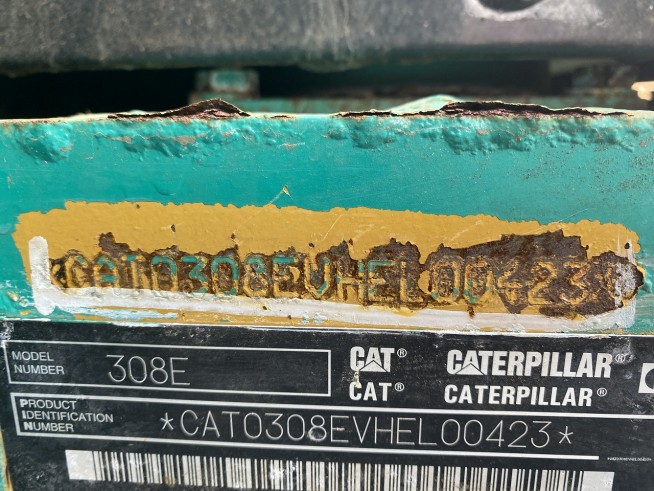 *CAT0308EVHEL00423*
MODEL NUMBER 308E
CAT® CATERPILLAR®
CAT® CATERPILLAR®
PRODUCT IDENTIFICATION NUMBER *CAT0308EVHEL00423*